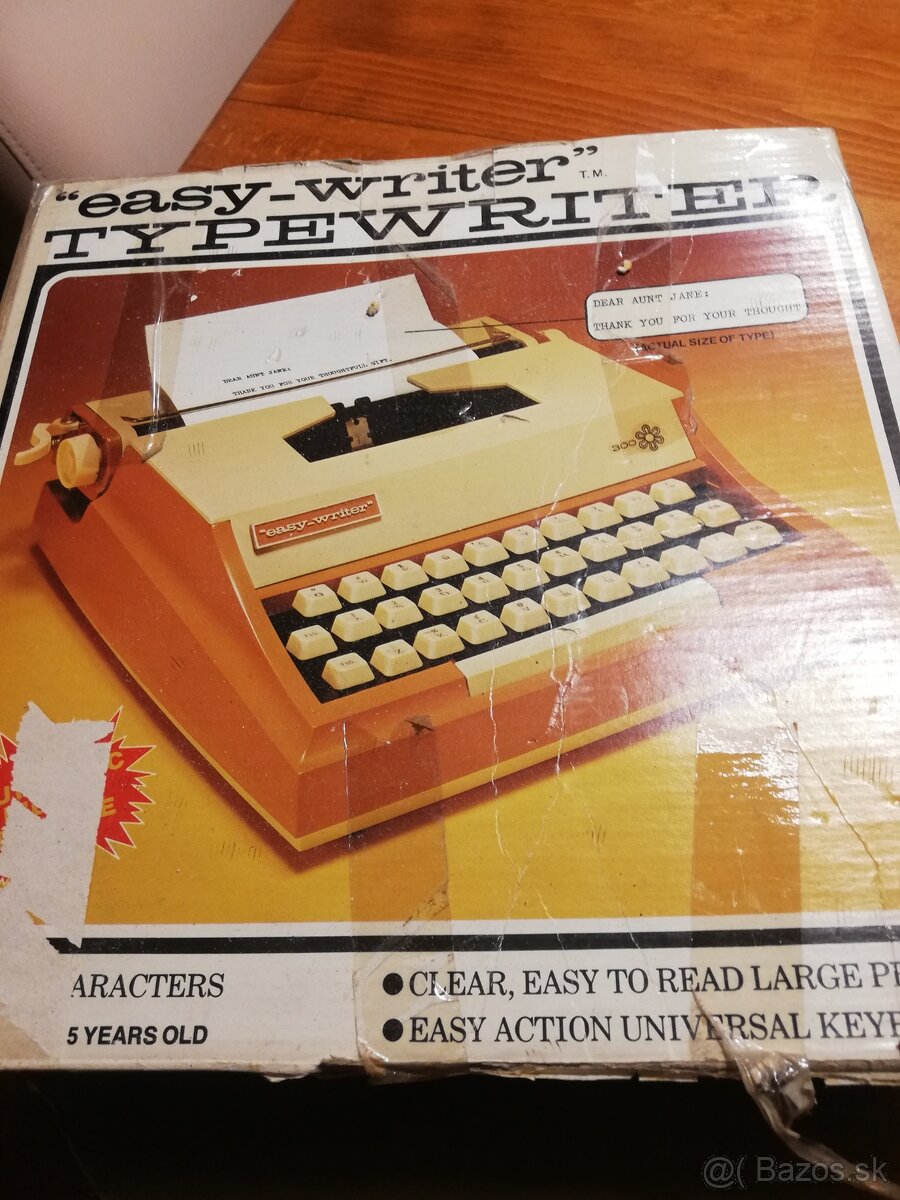 "easy-writer" T.M.
TYPEWRITER
DEAR AUNT JANE:
THANK YOU FOR YOUR THOUGHT
(ACTUAL SIZE OF TYPE)
DEAR AUNT JANE:
THANK YOU FOR YOUR THOUGHTFULL GIFT.
300
"easy-writer"
ARACTERS
5 YEARS OLD
●CLEAR, EASY TO READ LARGE
●EASY ACTION UNIVERSAL
@( Bazos.sk